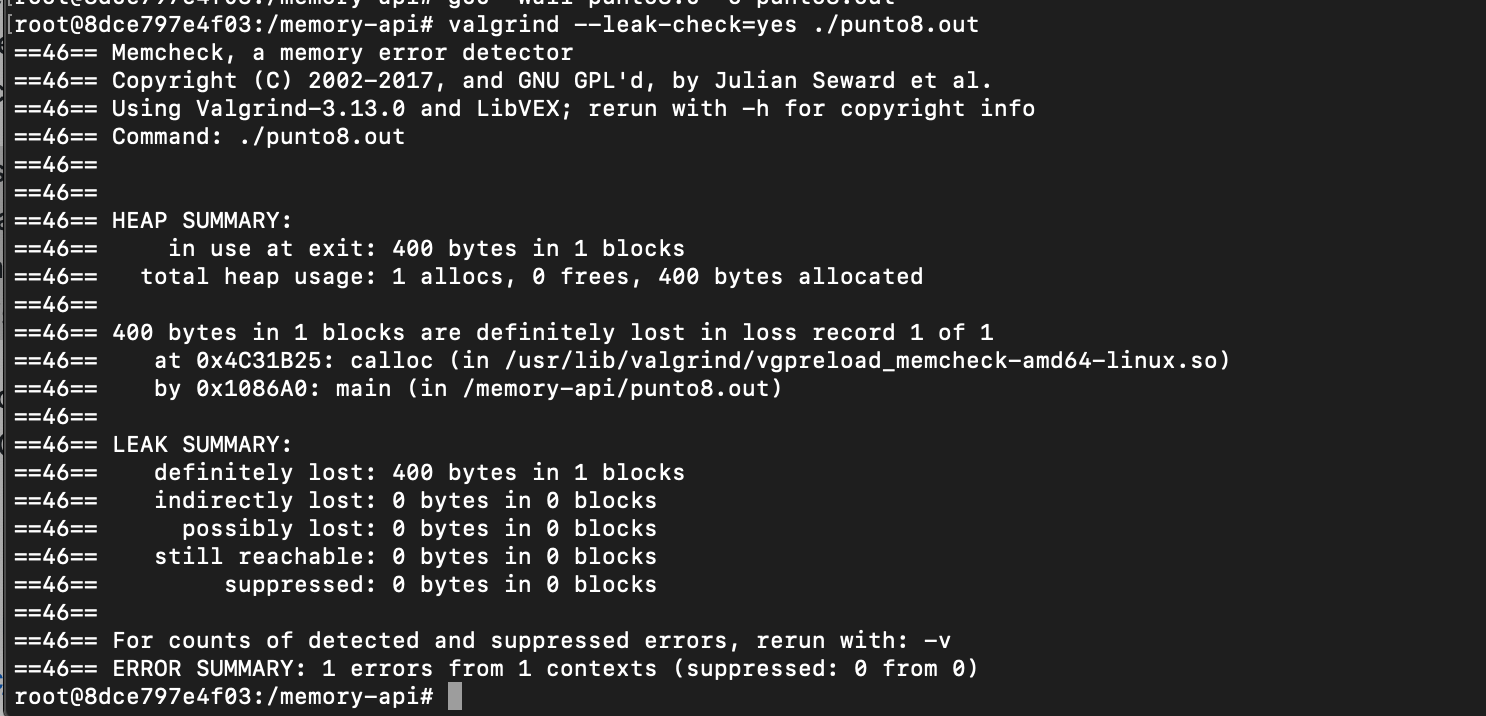 [root@8dce797e4f03:/memory-api# valgrind --leak-check=yes ./punto8.out
==46== Memcheck, a memory error detector
==46== Copyright (C) 2002-2017, and GNU GPL'd, by Julian Seward et al.
==46== Using Valgrind-3.13.0 and LibVEX; rerun with -h for copyright info
==46== Command: ./punto8.out
==46==
==46==
==46== HEAP SUMMARY:
==46==     in use at exit: 400 bytes in 1 blocks
==46==   total heap usage: 1 allocs, 0 frees, 400 bytes allocated
==46==
==46== 400 bytes in 1 blocks are definitely lost in loss record 1 of 1
==46==    at 0x4C31B25: calloc (in /usr/lib/valgrind/vgpreload_memcheck-amd64-linux.so)
==46==    by 0x1086A0: main (in /memory-api/punto8.out)
==46==
==46== LEAK SUMMARY:
==46==    definitely lost: 400 bytes in 1 blocks
==46==    indirectly lost: 0 bytes in 0 blocks
==46==      possibly lost: 0 bytes in 0 blocks
==46==    still reachable: 0 bytes in 0 blocks
==46==         suppressed: 0 bytes in 0 blocks
==46==
==46== For counts of detected and suppressed errors, rerun with: -v
==46== ERROR SUMMARY: 1 errors from 1 contexts (suppressed: 0 from 0)
root@8dce797e4f03:/memory-api#